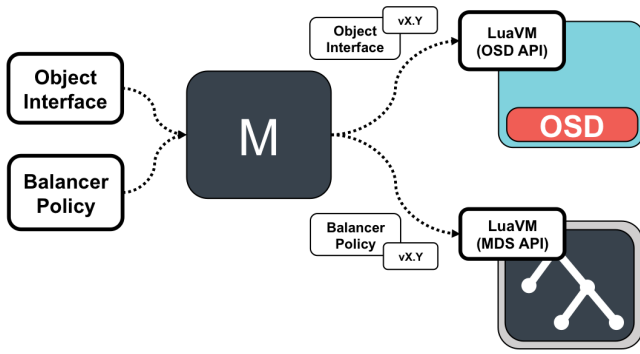 Object
Interface
Balancer
Policy
M
Object
Interface
vX.Y
LuaVM
(OSD API)
OSD
Balancer
Policy
vX.Y
LuaVM
(MDS API)